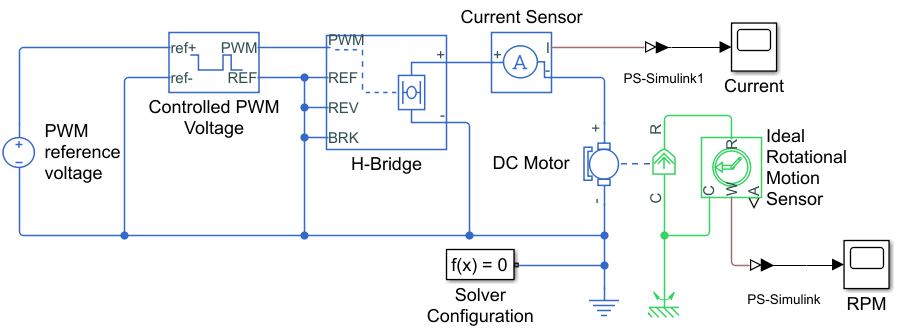 Current Sensor
ref+
PWM
ref-
REF
Controlled PWM
Voltage
PWM
REF
REV
BRK
+
-
H-Bridge
+
A
I
-
PS-Simulink1
Current
PWM
reference
voltage
+
−
DC Motor
+
-
R
C
R
C
W
A
Ideal
Rotational
Motion
Sensor
f(x) = 0
Solver
Configuration
PS-Simulink
RPM